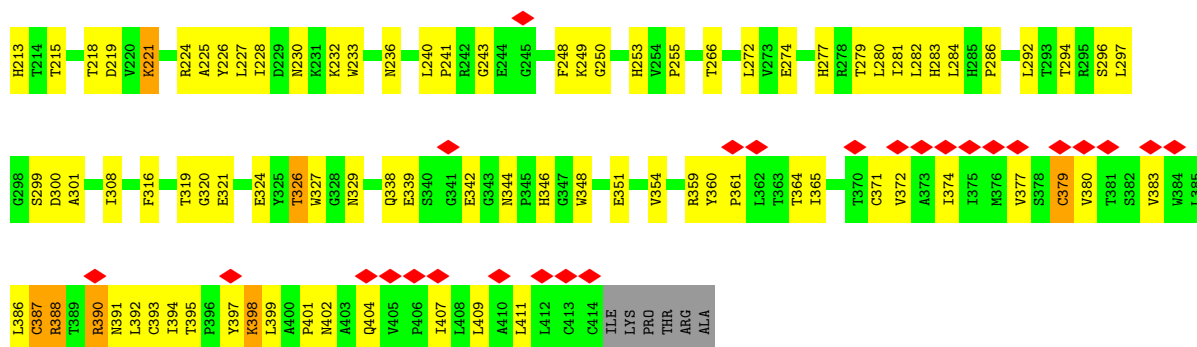 H213 T214 T215 T218 D219 V220 K221 R224 A225 Y226 L227 I228 D229 N230 K231 K232 W233 N236 L240 P241 R242 G243 E244 G245 F248 K249 G250 H253 V254 P255 T266 L272 V273 E274 H277 R278 T279 L280 I281 L282 H283 L284 H285 P286 L292 T293 T294 R295 S296 L297
G298 S299 D300 A301 I308 F316 T319 G320 E321 E324 Y325 T326 W327 G328 N329 Q338 E339 S340 G341 E342 G343 N344 P345 H346 G347 W348 E351 V354 R359 Y360 P361 L362 T363 T364 I365 T370 C371 V372 A373 I374 I375 M376 V377 S378 C379 V380 T381 S382 V383 W384 L385
L386 C387 R388 T389 R390 N391 L392 C393 I394 T395 P396 Y397 K398 L399 A400 P401 N402 A403 Q404 V405 P406 I407 L408 L409 A410 L411 L412 C413 C414 ILE LYS PRO THR ARG ALA